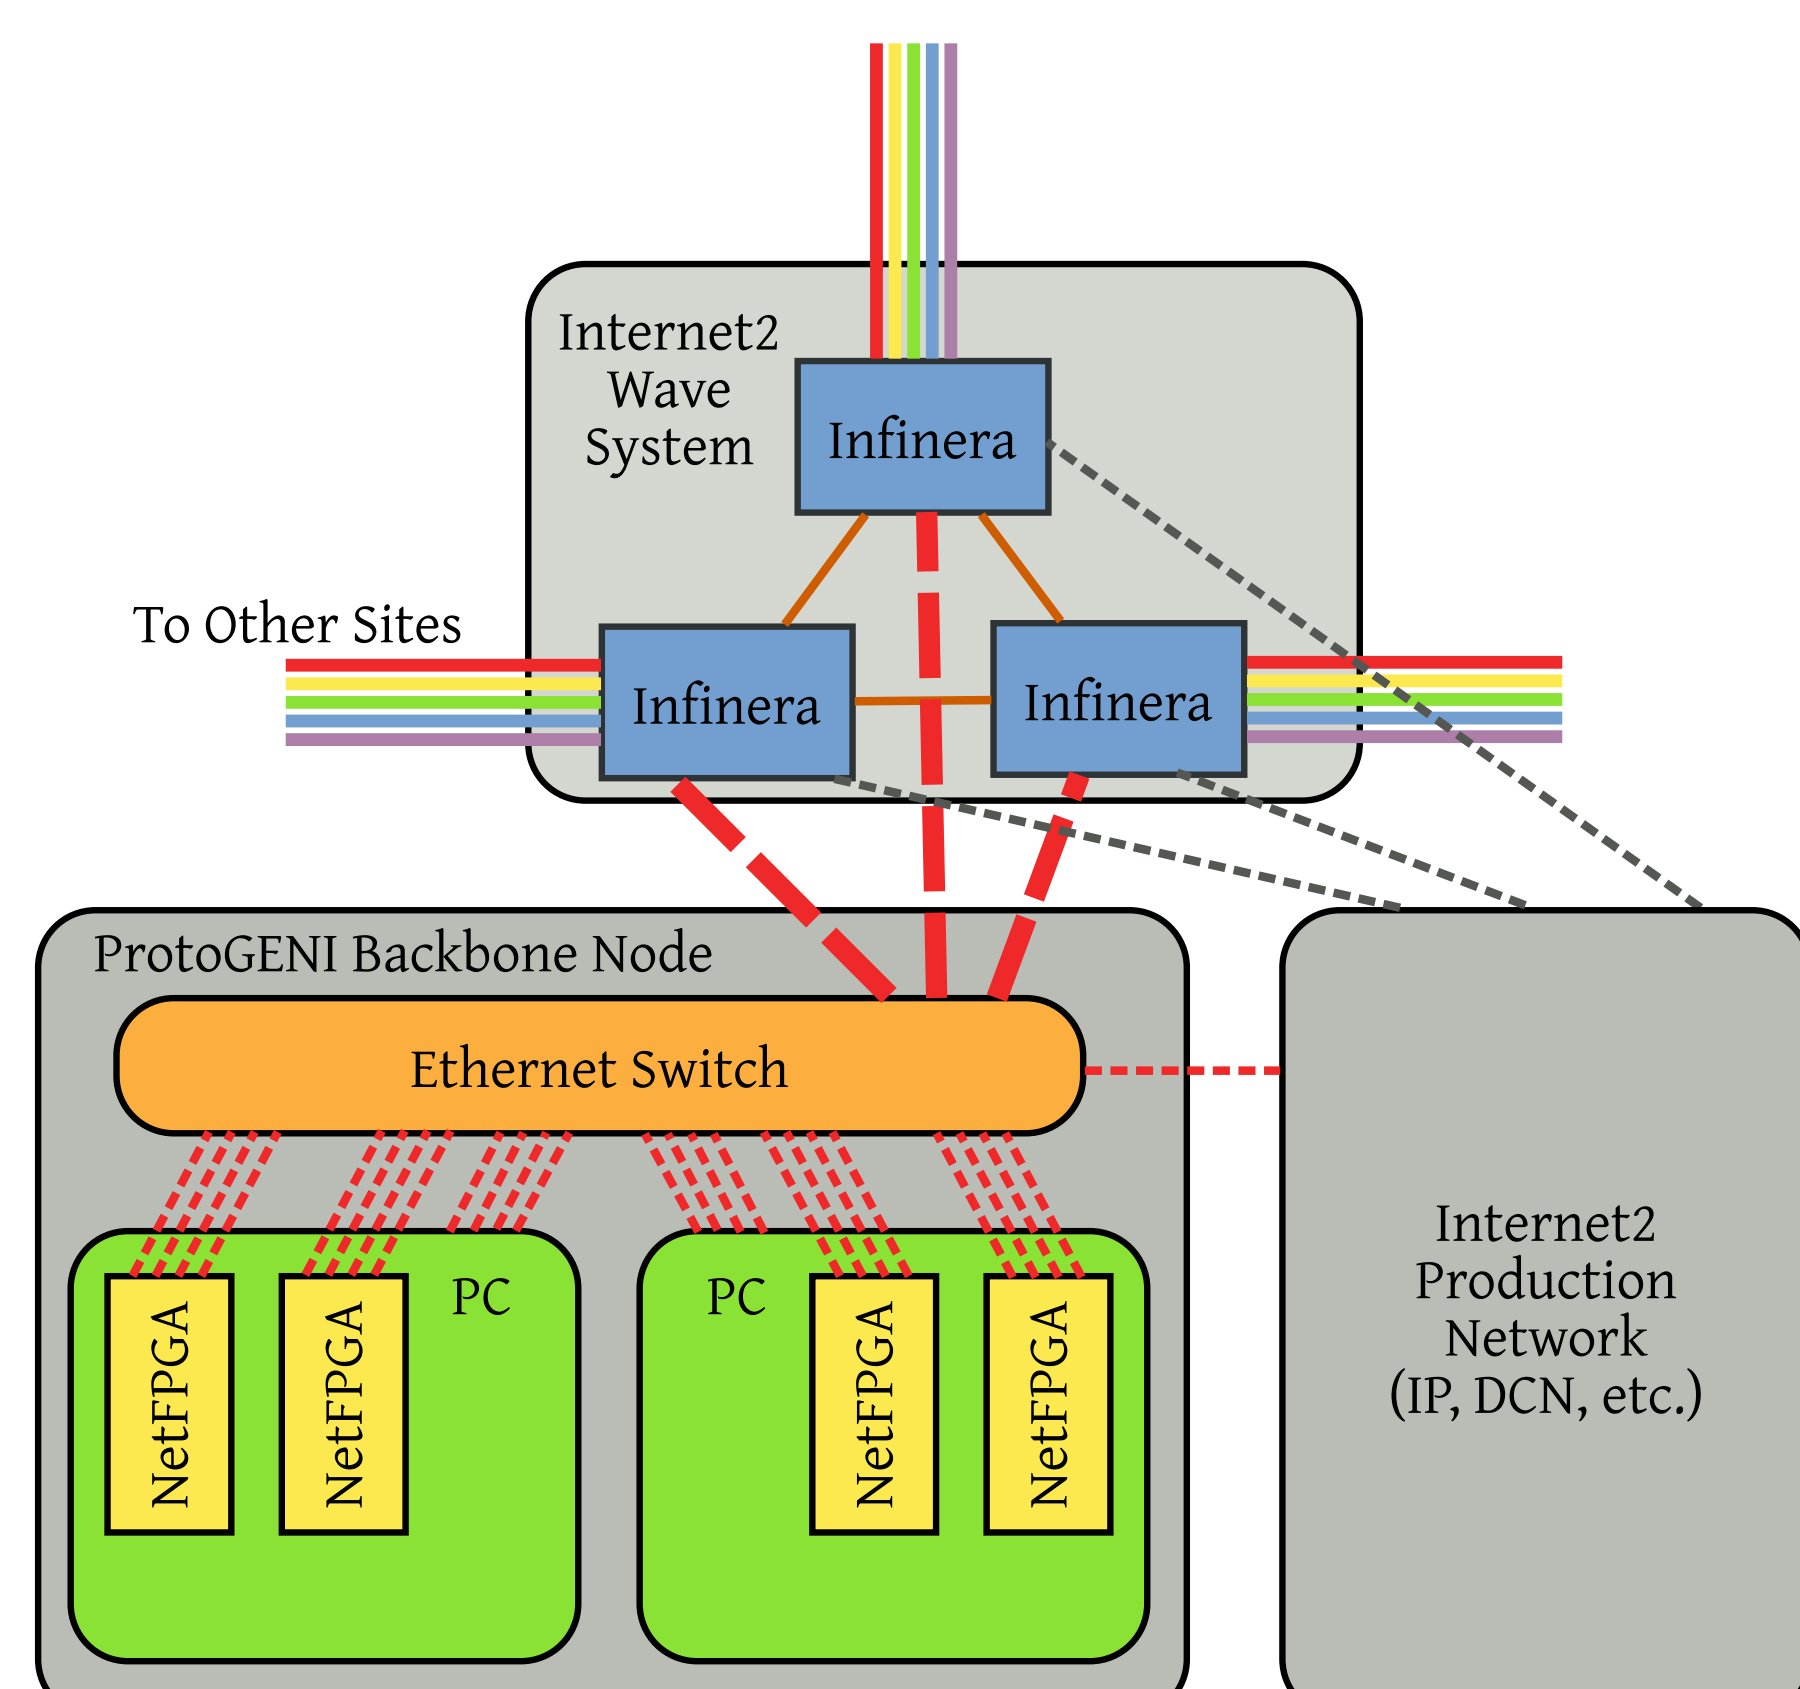 Internet2
Wave
System
Infinera
To Other Sites
Infinera
Infinera
ProtoGENI Backbone Node
Ethernet Switch
PC
PC
NetFPGA
NetFPGA
NetFPGA
NetFPGA
Internet2
Production
Network
(IP, DCN, etc.)